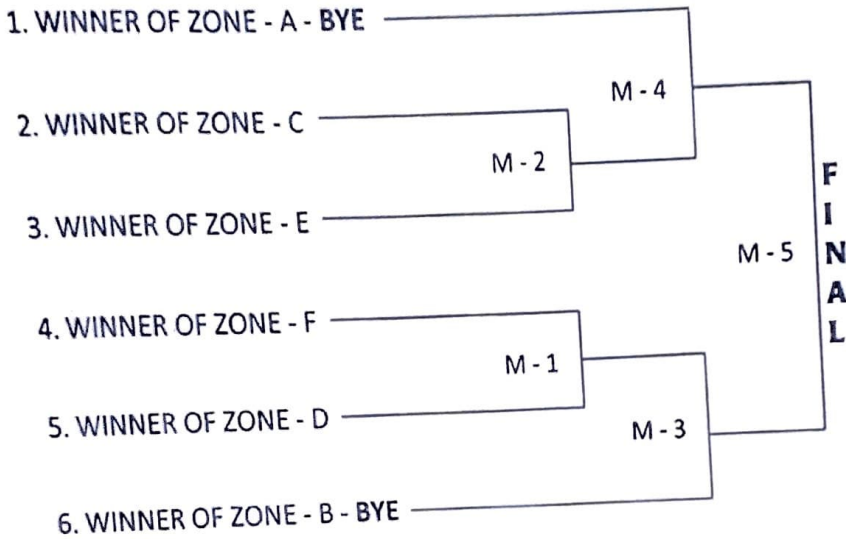 1. WINNER OF ZONE - A - BYE
M - 4
2. WINNER OF ZONE - C
M - 2
3. WINNER OF ZONE - E
FINAL
M - 5
4. WINNER OF ZONE - F
M - 1
5. WINNER OF ZONE - D
M - 3
6. WINNER OF ZONE - B - BYE